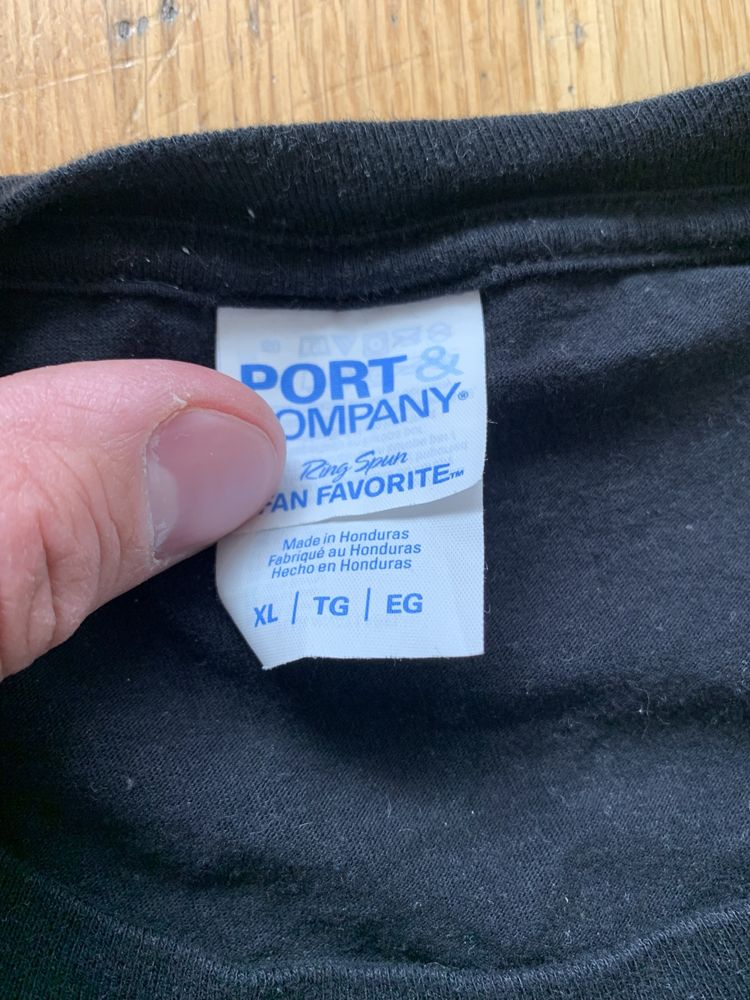 PORT &
OMPANY®
Ring Spun
FAN FAVORITE™
Made in Honduras
Fabriqué au Honduras
Hecho en Honduras
XL | TG | EG